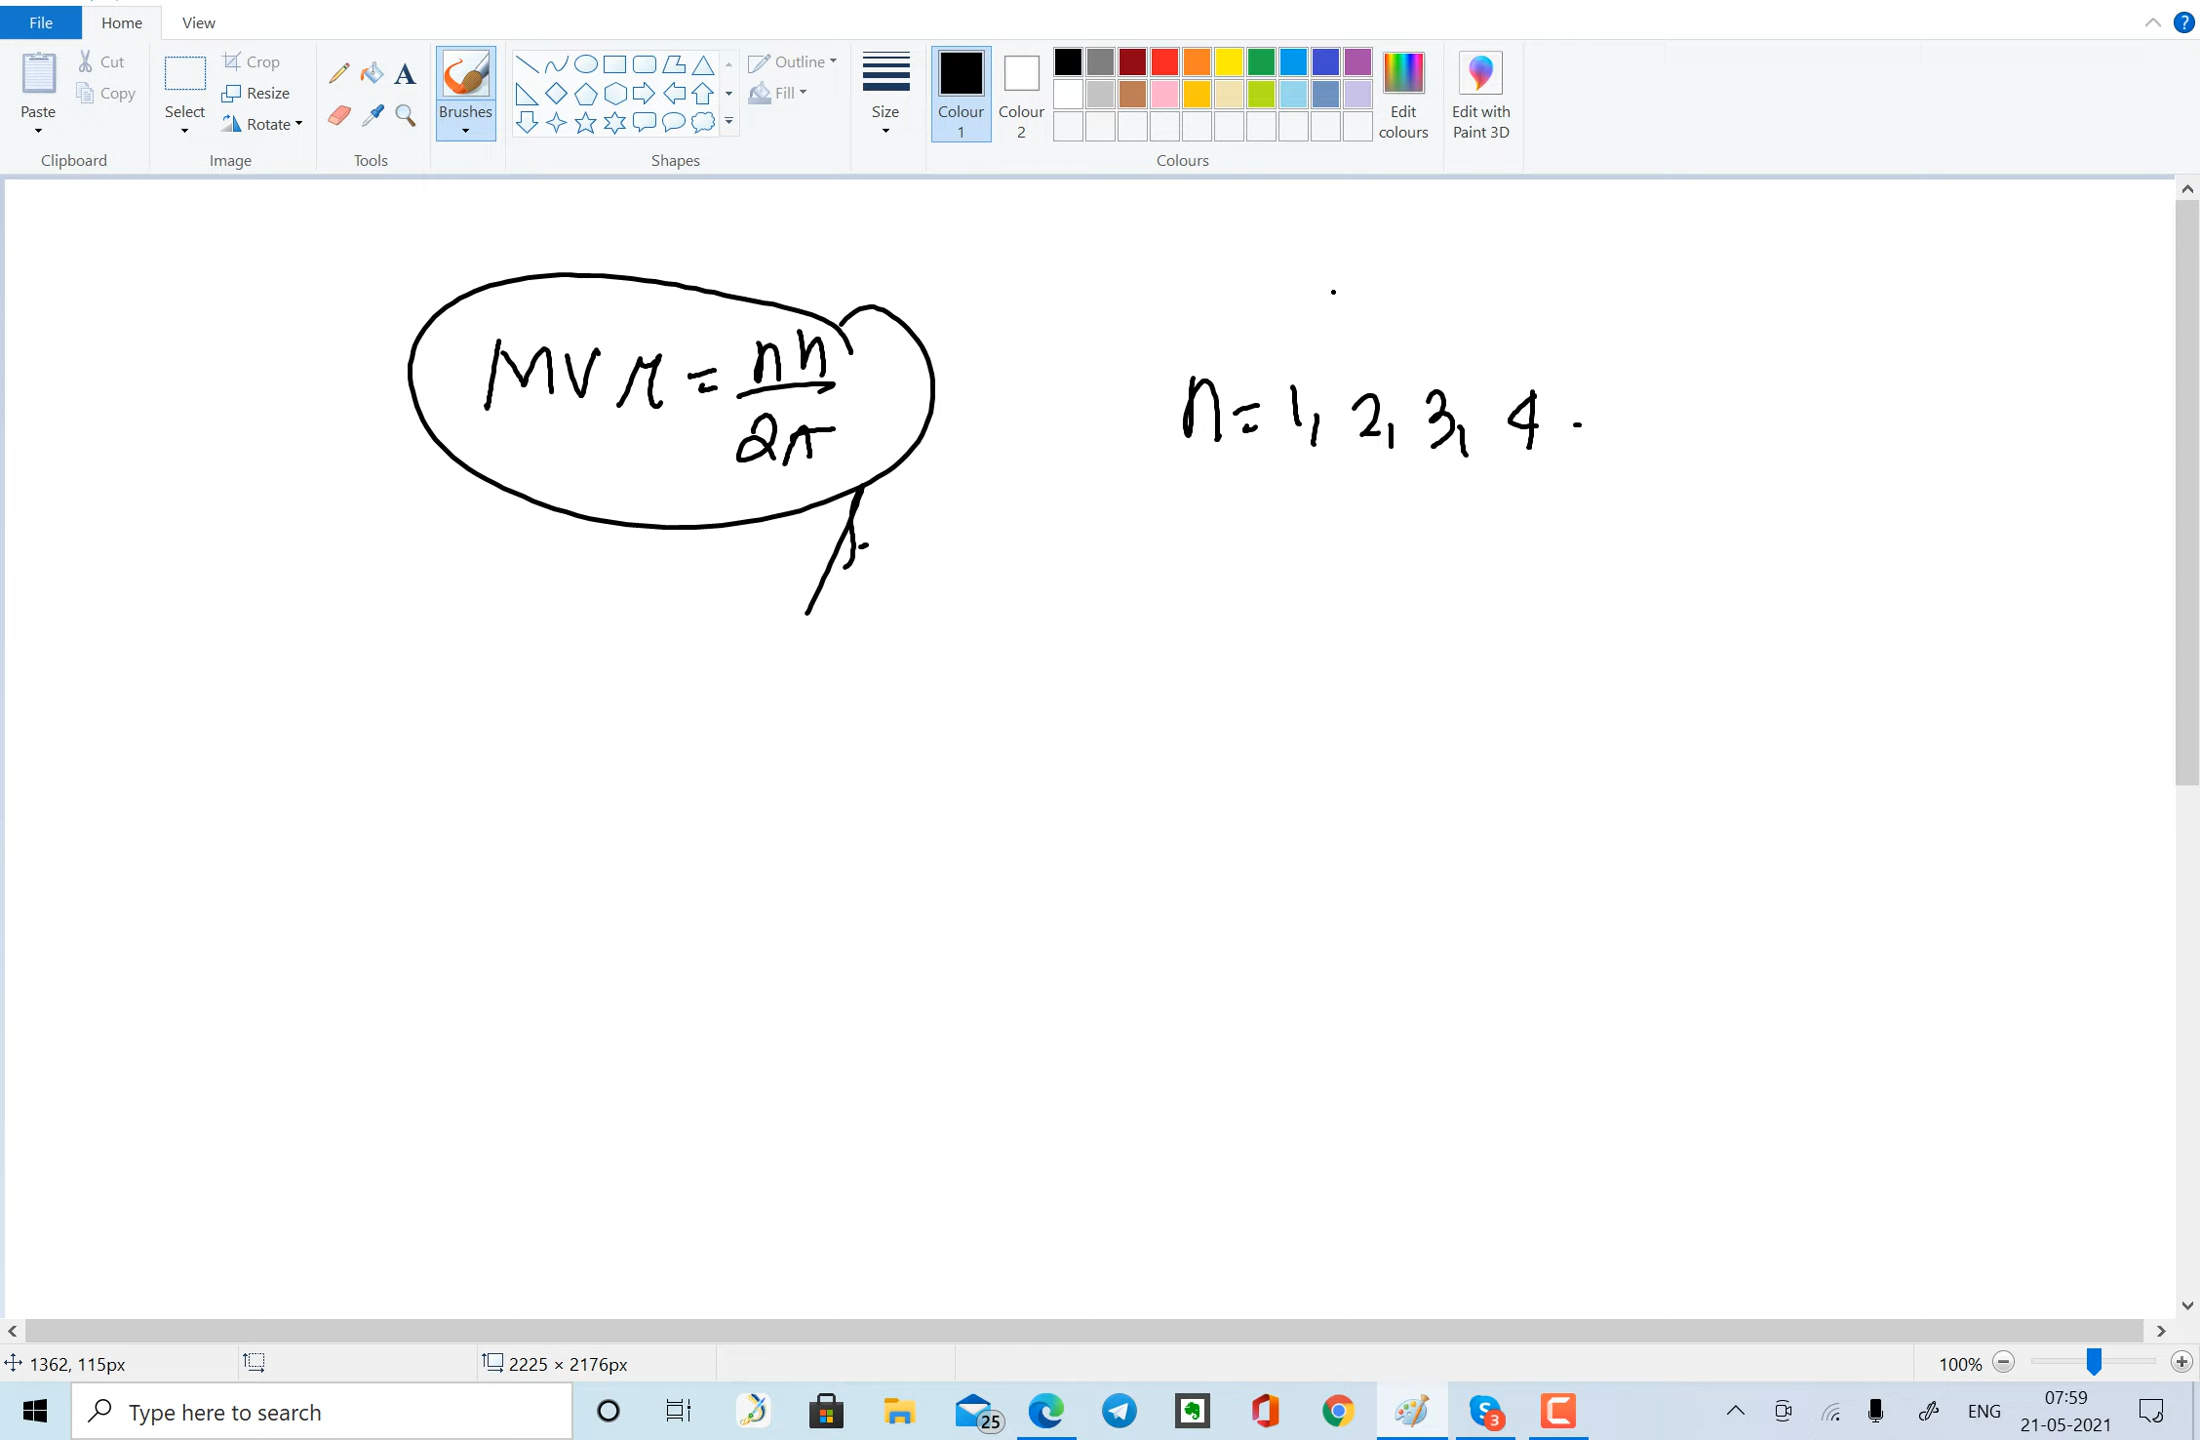 File Home View
Paste
Cut
Copy
Clipboard
Select
Crop
Resize
Rotate
Image
Tools
Brushes
Outline
Fill
Shapes
Size
Colour 1
Colour 2
Colours
Edit colours
Edit with Paint 3D
mvr = nh
2π
n = 1, 2, 3, 4 .
1362, 115px
2225 × 2176px
100%
Type here to search
25
3
ENG
07:59
21-05-2021